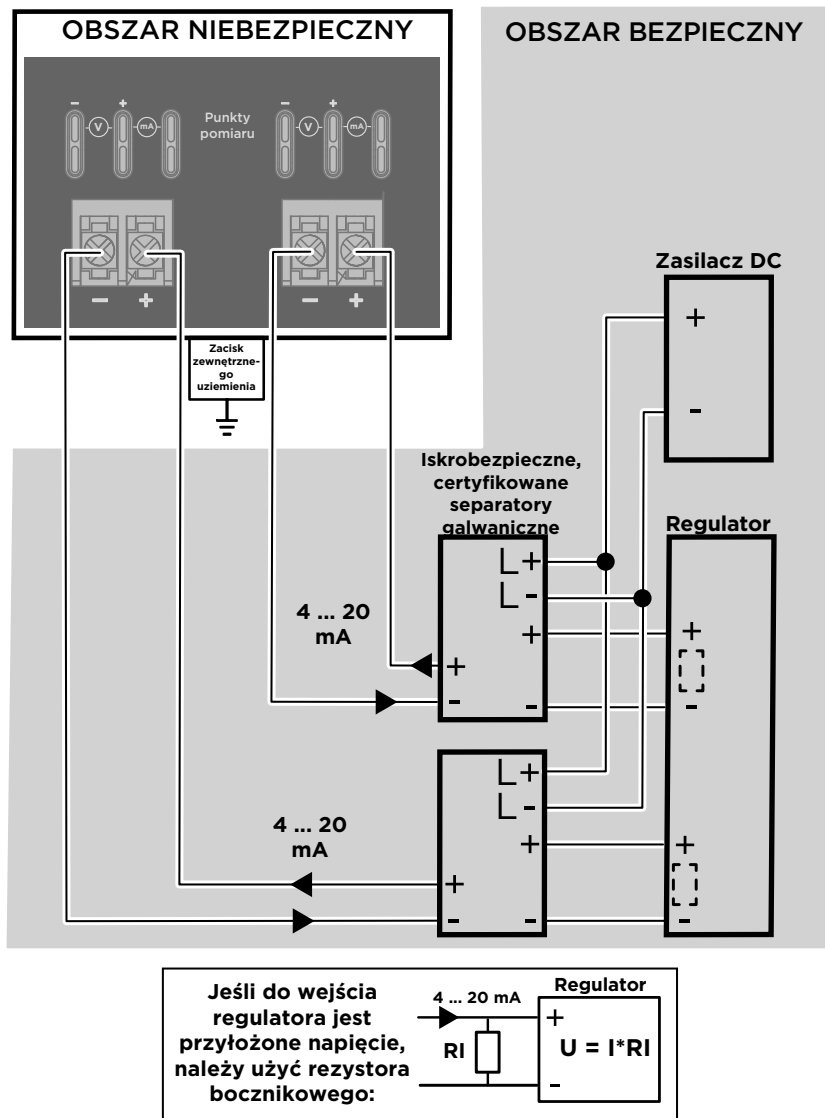 OBSZAR NIEBEZPIECZNY
OBSZAR BEZPIECZNY
- + - +
V mA
Punkty
pomiaru
V mA
- + - +
Zacisk
zewnętrzne-
go
uziemienia
Zasilacz DC
+
-
Iskrobezpieczne,
certyfikowane
separatory
galwaniczne
Regulator
L +
L -
+
+
4 ... 20
mA
+
-
-
-
L +
L -
+
+
4 ... 20
mA
+
-
-
-
Jeśli do wejścia
regulatora jest
przyłożone napięcie,
należy użyć rezystora
bocznikowego:
4 ... 20 mA
Regulator
+
RI
U = I*RI
-